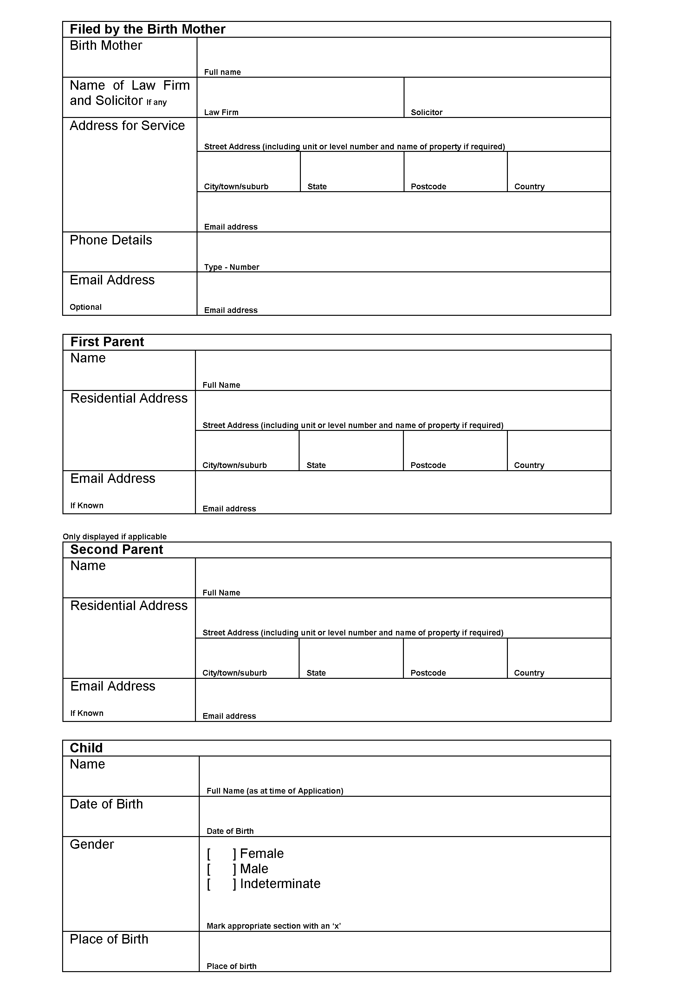 Filed by the Birth Mother
Birth Mother
Full name
Name of Law Firm
and Solicitor If any
Law Firm
Solicitor
Address for Service
Street Address (including unit or level number and name of property if required)
City/town/suburb
State
Postcode
Country
Email address
Phone Details
Type - Number
Email Address
Optional
Email address
First Parent
Name
Full Name
Residential Address
Street Address (including unit or level number and name of property if required)
City/town/suburb
State
Postcode
Country
Email Address
If Known
Email address
Only displayed if applicable
Second Parent
Name
Full Name
Residential Address
Street Address (including unit or level number and name of property if required)
City/town/suburb
State
Postcode
Country
Email Address
If Known
Email address
Child
Name
Full Name (as at time of Application)
Date of Birth
Date of Birth
Gender
[ ] Female
[ ] Male
[ ] Indeterminate
Mark appropriate section with an ‘x’
Place of Birth
Place of birth